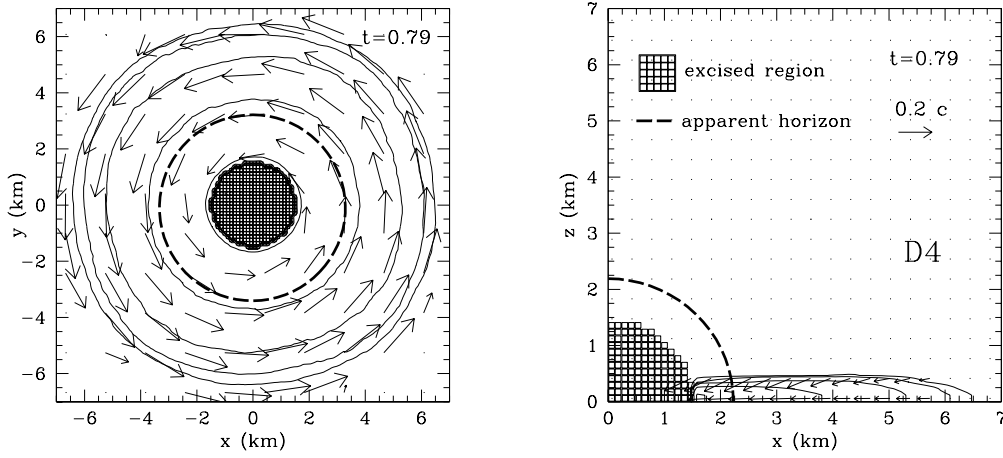 t=0.79
6
4
2
0
−2
−4
−6
y (km)
−6 −4 −2 0 2 4 6
x (km)
7
6
5
4
3
2
1
0
z (km)
t=0.79
excised region
0.2 c
apparent horizon
D4
0 1 2 3 4 5 6 7
x (km)